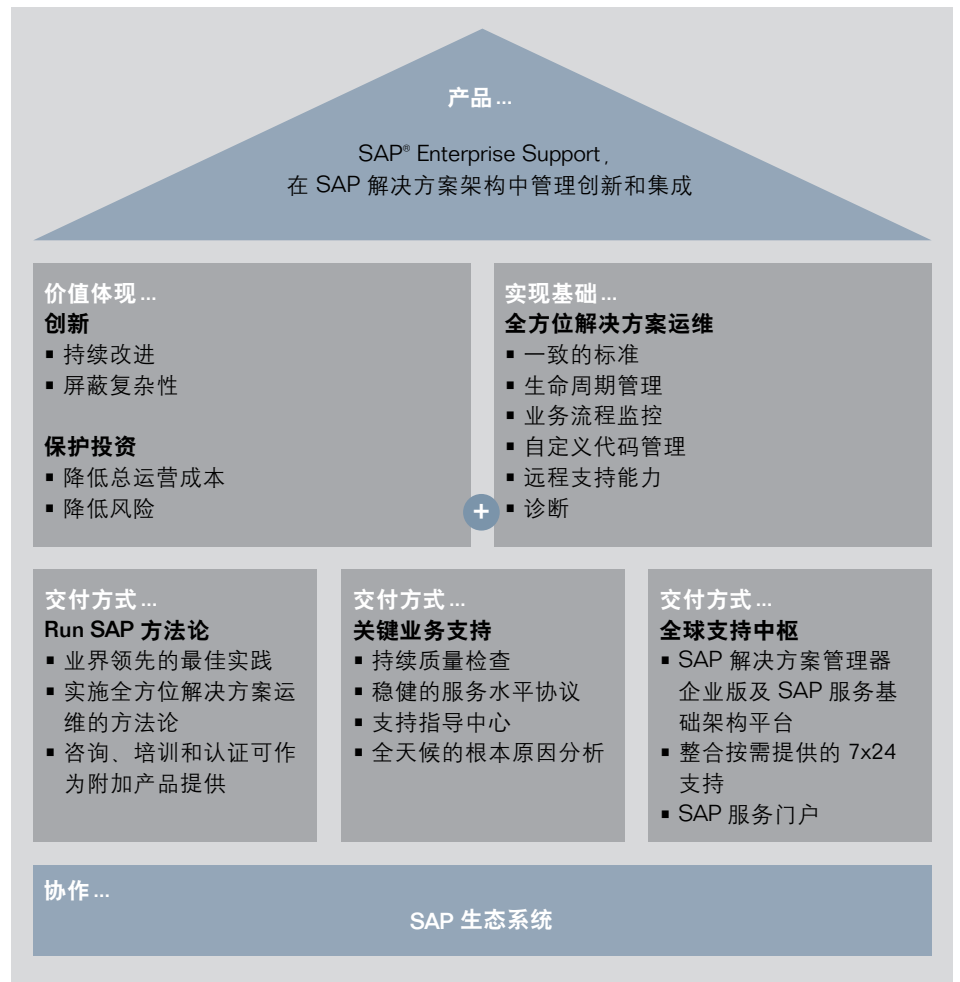 产品...
SAP® Enterprise Support,
在 SAP 解决方案架构中管理创新和集成
价值体现...
创新
▪ 持续改进
▪ 屏蔽复杂性
保护投资
▪ 降低总运营成本
▪ 降低风险
+
实现基础...
全方位解决方案运维
▪ 一致的标准
▪ 生命周期管理
▪ 业务流程监控
▪ 自定义代码管理
▪ 远程支持能力
▪ 诊断
交付方式...
Run SAP 方法论
▪ 业界领先的最佳实践
▪ 实施全方位解决方案运
维的方法论
▪ 咨询、培训和认证可作
为附加产品提供
交付方式...
关键业务支持
▪ 持续质量检查
▪ 稳健的服务水平协议
▪ 支持指导中心
▪ 全天候的根本原因分析
交付方式...
全球支持中枢
▪ SAP 解决方案管理器
企业版及 SAP 服务基
础架构平台
▪ 整合按需提供的 7x24
支持
▪ SAP 服务门户
协作...
SAP 生态系统